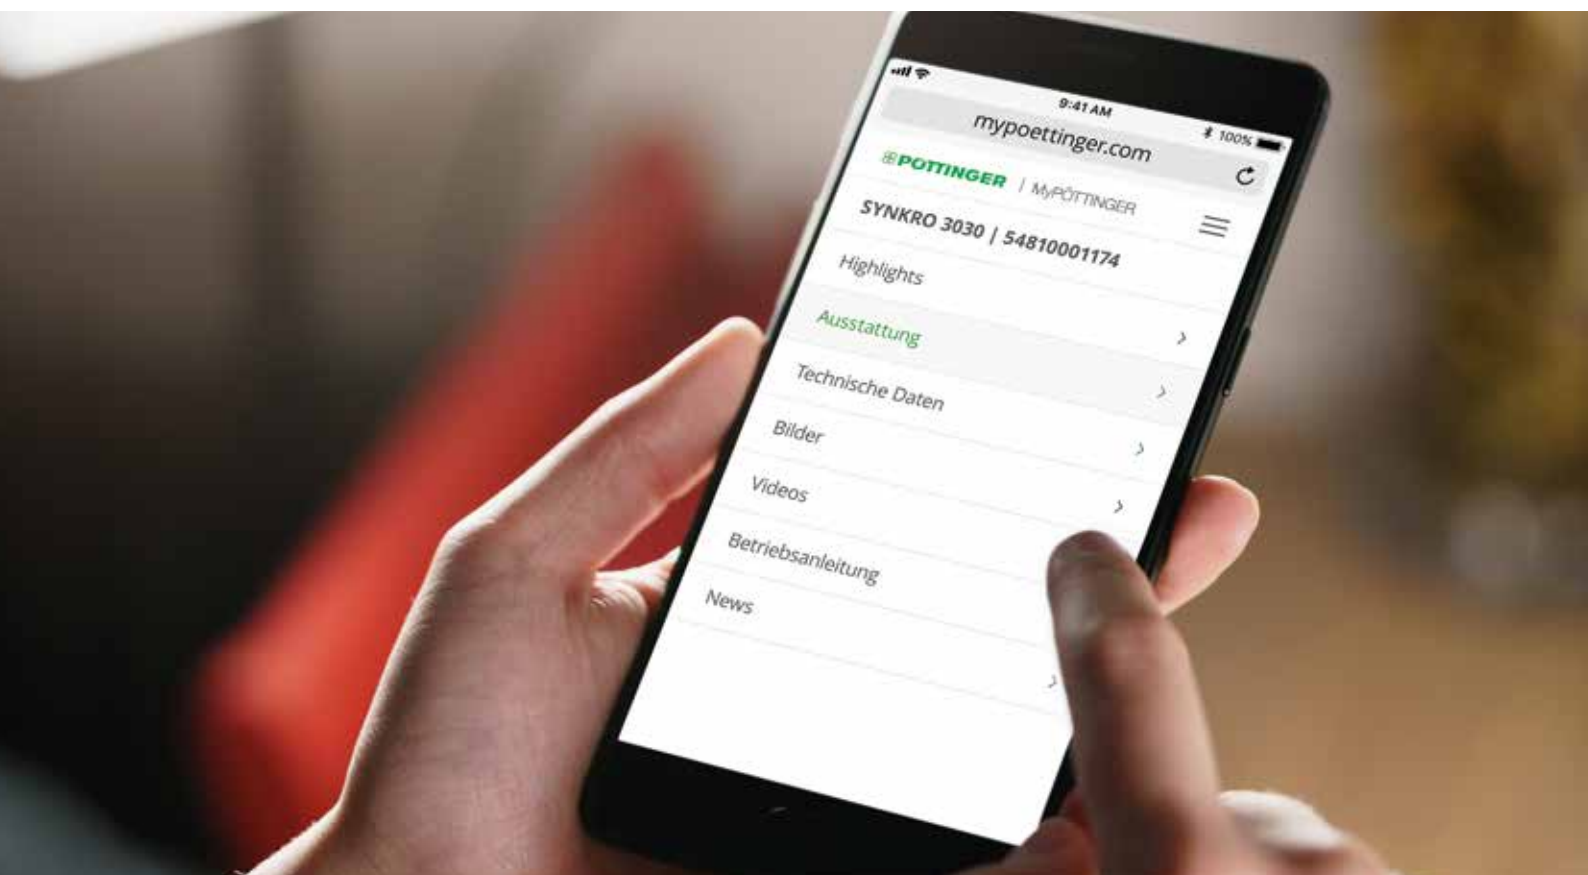 9:41 AM
100%
mypoettinger.com
PÖTTINGER | MyPÖTTINGER
SYNKRO 3030 | 54810001174
Highlights
Ausstattung
Technische Daten
Bilder
Videos
Betriebsanleitung
News